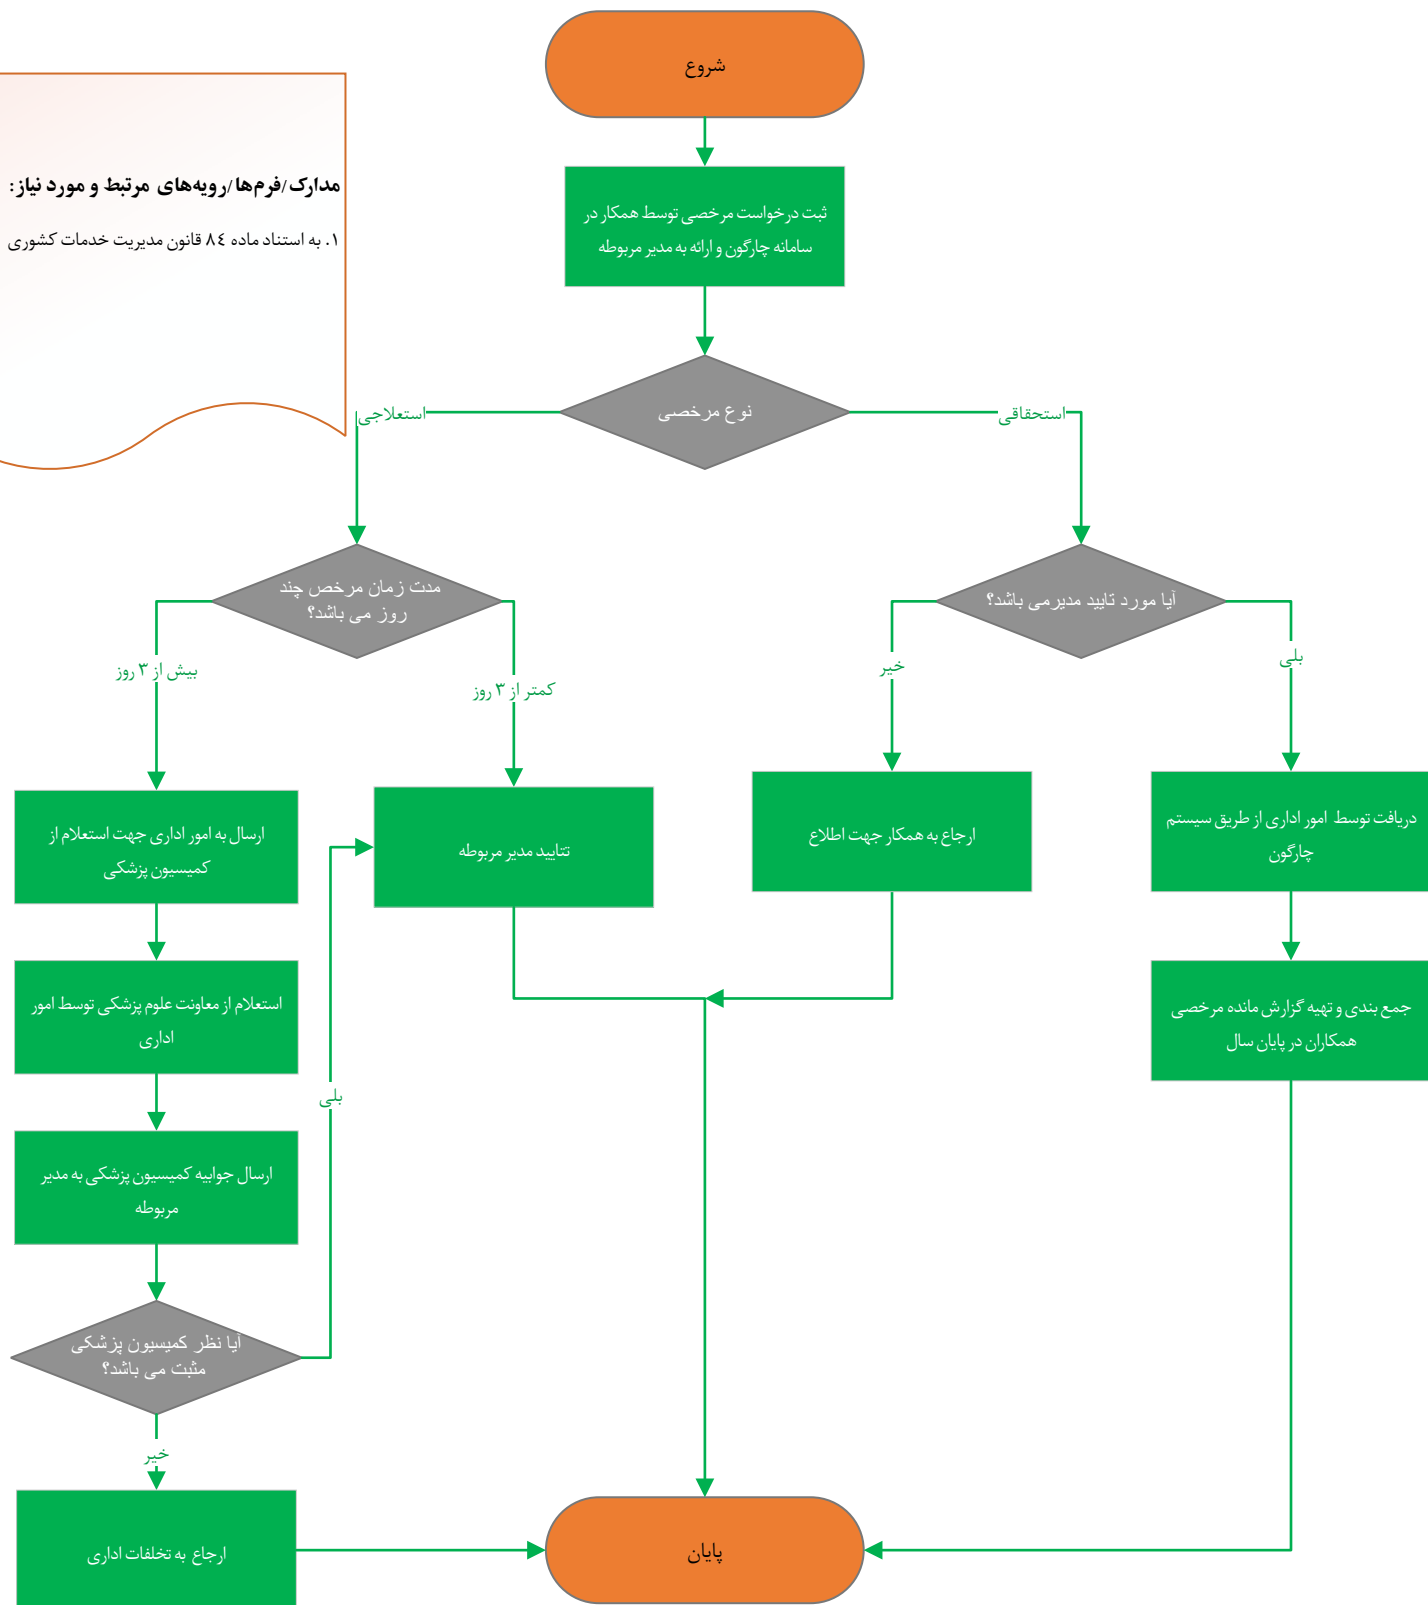 شروع
مدارک/فرم‌ها/رویه‌های مرتبط و مورد نیاز:
۱. به استناد ماده ٨٤ قانون مدیریت خدمات کشوری
ثبت درخواست مرخصی توسط همکار در
سامانه چارگون و ارائه به مدیر مربوطه
نوع مرخصی
استحقاقی
استعلاجی
آیا مورد تایید مدیرمی باشد؟
مدت زمان مرخص چند
روز می باشد؟
بلی
خیر
کمتر از ۳ روز
بیش از ۳ روز
دریافت توسط امور اداری از طریق سیستم
چارگون
ارجاع به همکار جهت اطلاع
تتایید مدیر مربوطه
ارسال به امور اداری جهت استعلام از
کمیسیون پزشکی
جمع بندی و تهیه گزارش مانده مرخصی
همکاران در پایان سال
استعلام از معاونت علوم پزشکی توسط امور
اداری
بلی
ارسال جوابیه کمیسیون پزشکی به مدیر
مربوطه
آیا نظر کمیسیون پزشکی
مثبت می باشد؟
خیر
ارجاع به تخلفات اداری
پایان